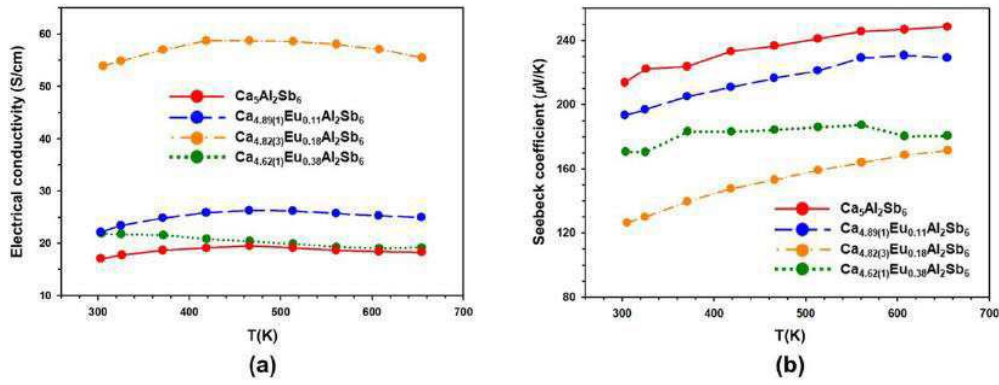 Electrical conductivity (S/cm)
60
50
40
30
20
10
Ca₅Al₂Sb₆
Ca₄.₈₉₍₁₎Eu₀.₁₁Al₂Sb₆
Ca₄.₈₂₍₃₎Eu₀.₁₈Al₂Sb₆
Ca₄.₆₂₍₁₎Eu₀.₃₈Al₂Sb₆
300 400 500 600 700
T(K)
(a)
Seebeck coefficient (μV/K)
240
200
160
120
80
Ca₅Al₂Sb₆
Ca₄.₈₉₍₁₎Eu₀.₁₁Al₂Sb₆
Ca₄.₈₂₍₃₎Eu₀.₁₈Al₂Sb₆
Ca₄.₆₂₍₁₎Eu₀.₃₈Al₂Sb₆
300 400 500 600 700
T(K)
(b)